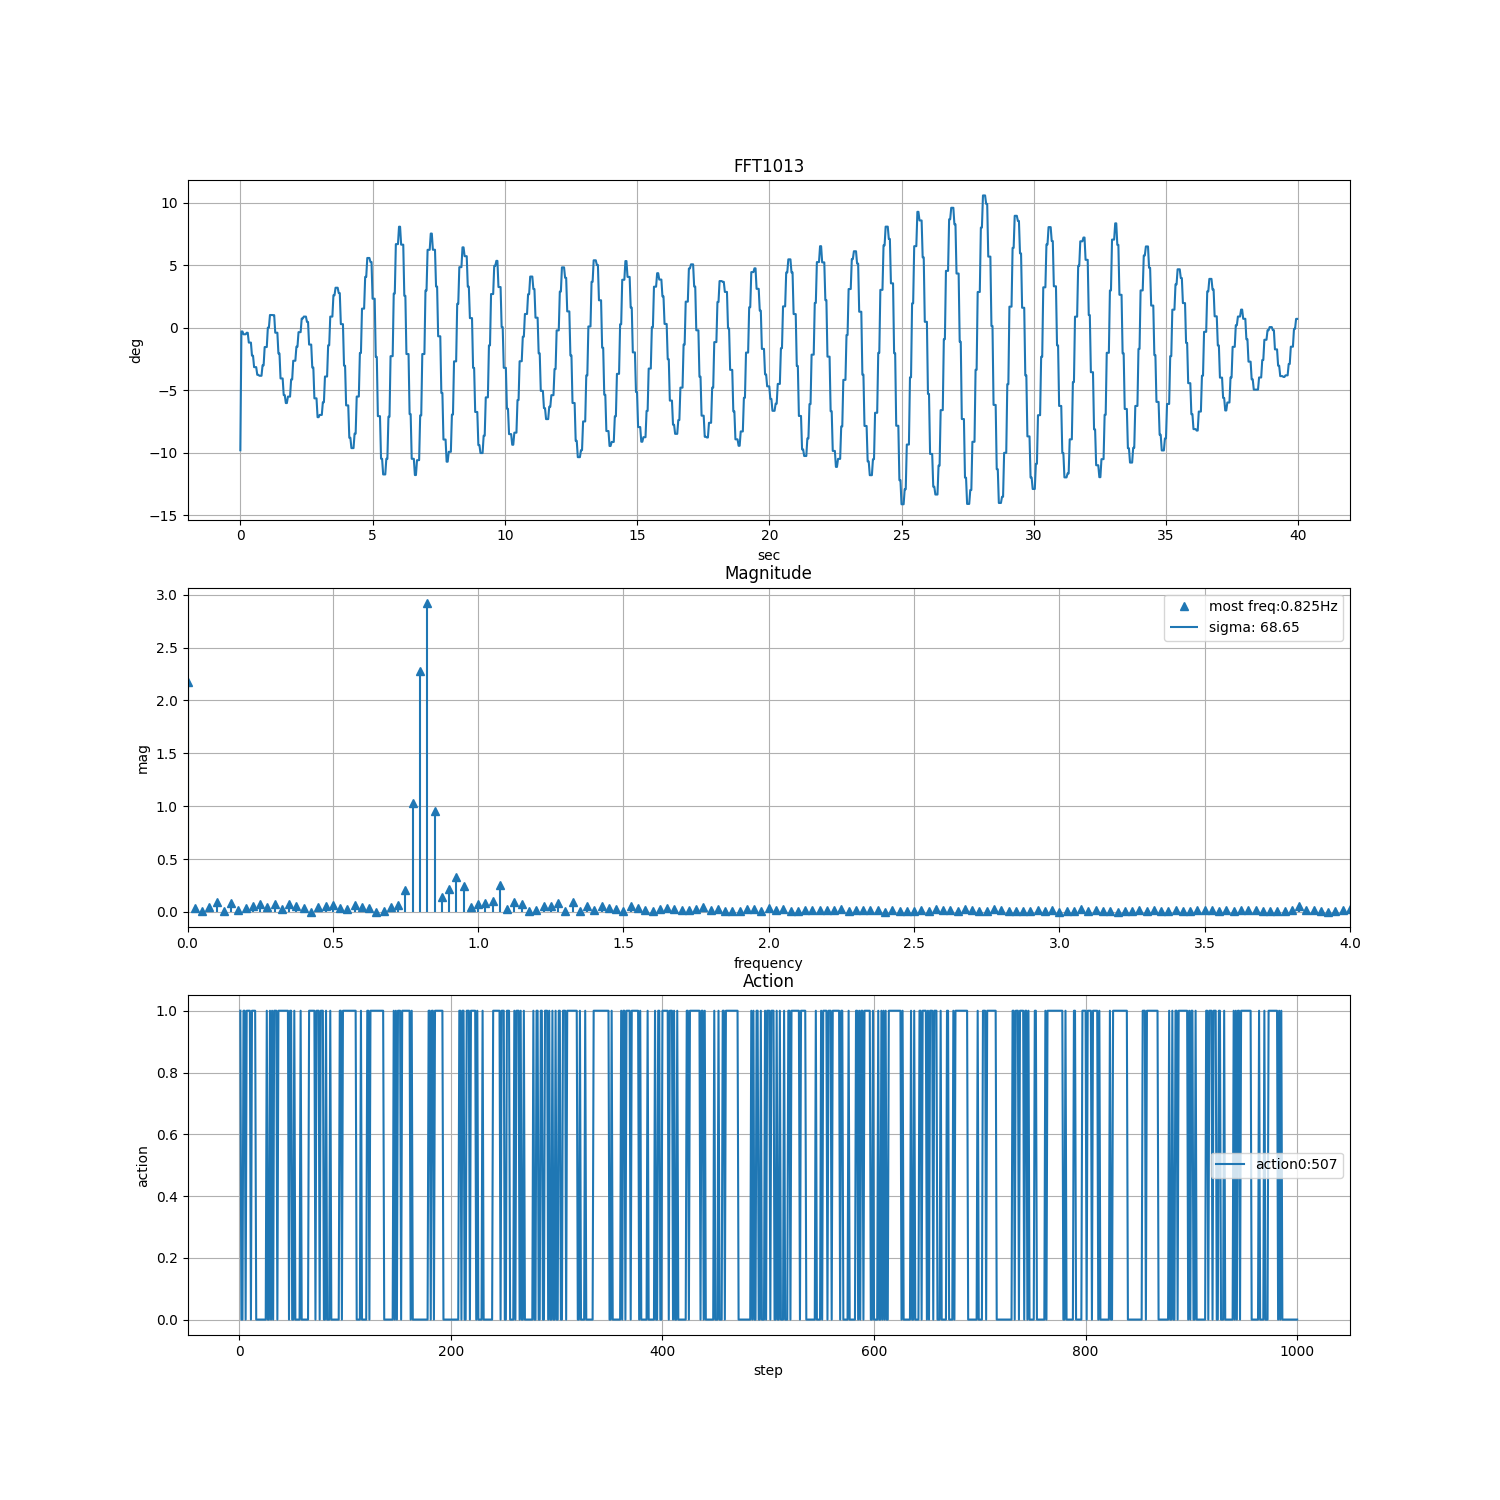 FFT1013
10
5
0
−5
−10
−15
deg
0 5 10 15 20 25 30 35 40
sec
Magnitude
3.0
2.5
2.0
1.5
1.0
0.5
0.0
mag
most freq:0.825Hz
sigma: 68.65
0.0 0.5 1.0 1.5 2.0 2.5 3.0 3.5 4.0
frequency
Action
1.0
0.8
0.6
0.4
0.2
0.0
action
action0:507
0 200 400 600 800 1000
step